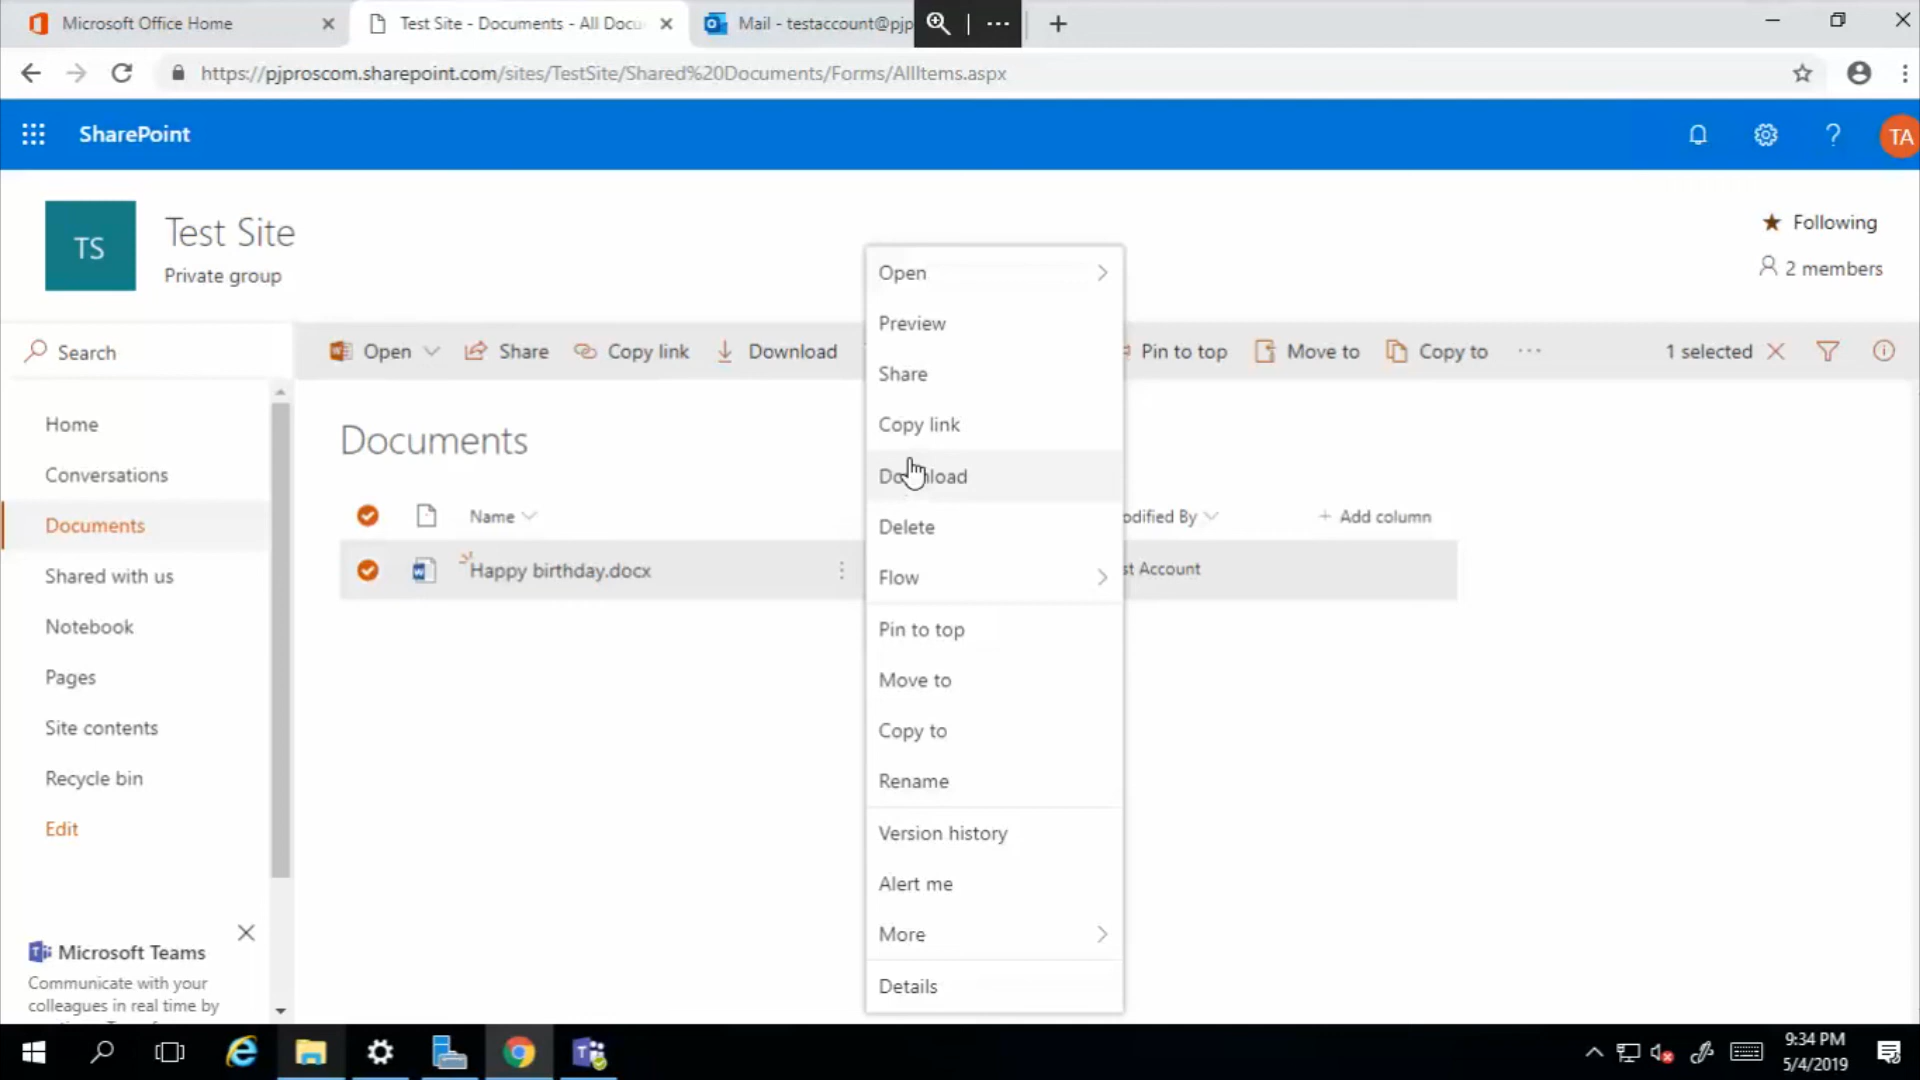 Microsoft Office Home
Test Site - Documents - All Docu
Mail - testaccount@pjp
https://pjproscom.sharepoint.com/sites/TestSite/Shared%20Documents/Forms/AllItems.aspx
SharePoint
TA
TS
Test Site
Private group
Following
2 members
Search
Open
Share
Copy link
Download
Pin to top
Move to
Copy to
1 selected
Home
Conversations
Documents
Shared with us
Notebook
Pages
Site contents
Recycle bin
Edit
Microsoft Teams
Communicate with your
colleagues in real time by
Documents
Name
odified By
Add column
Happy birthday.docx
st Account
Open
Preview
Share
Copy link
Download
Delete
Flow
Pin to top
Move to
Copy to
Rename
Version history
Alert me
More
Details
9:34 PM
5/4/2019